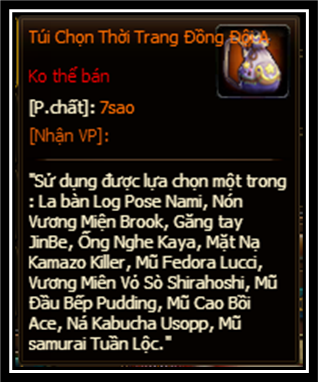 Túi Chọn Thời Trang Đồng Đội A
Ko thể bán
[P.chất]: 7sao
[Nhận VP]:
"Sử dụng được lựa chọn một trong
: La bàn Log Pose Nami, Nón
Vương Miện Brook, Găng tay
JinBe, Ống Nghe Kaya, Mặt Nạ
Kamazo Killer, Mũ Fedora Lucci,
Vương Miên Vỏ Sò Shirahoshi, Mũ
Đầu Bếp Pudding, Mũ Cao Bồi
Ace, Ná Kabucha Usopp, Mũ
samurai Tuần Lộc."